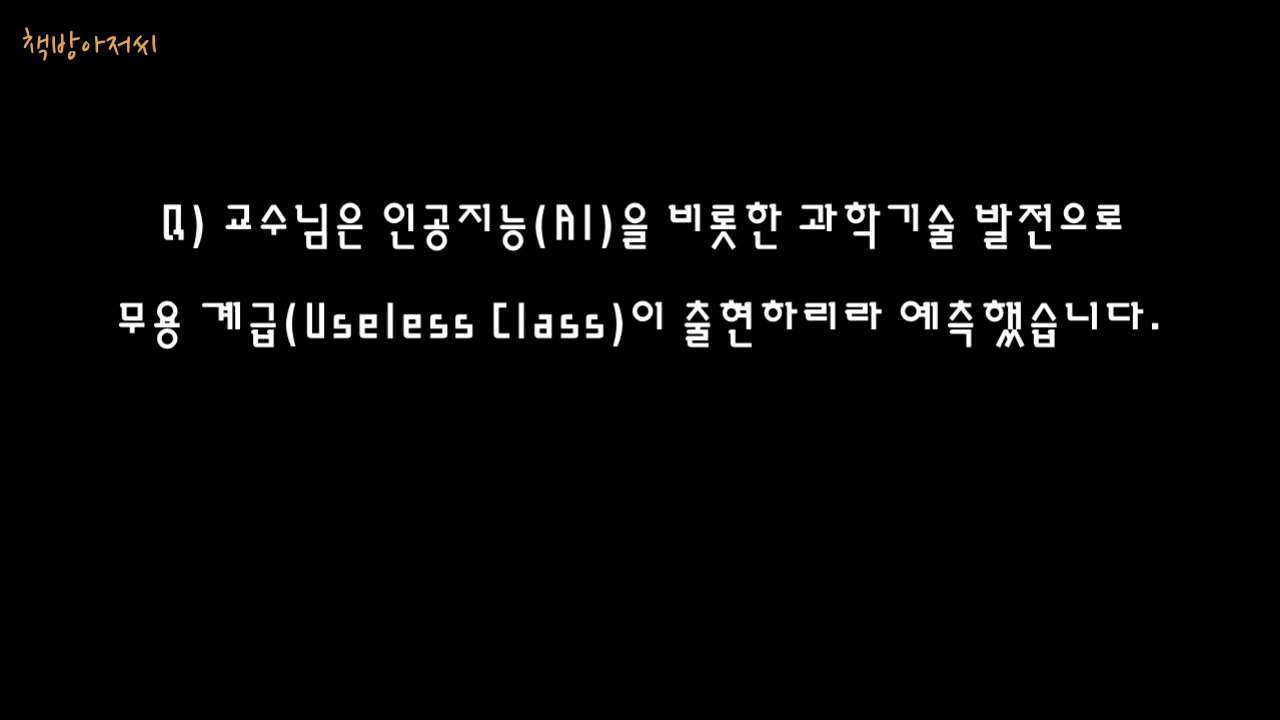 책방아저씨
Q) 교수님은 인공지능(AI)을 비롯한 과학기술 발전으로
무용 계급(Useless Class)이 출현하리라 예측했습니다.